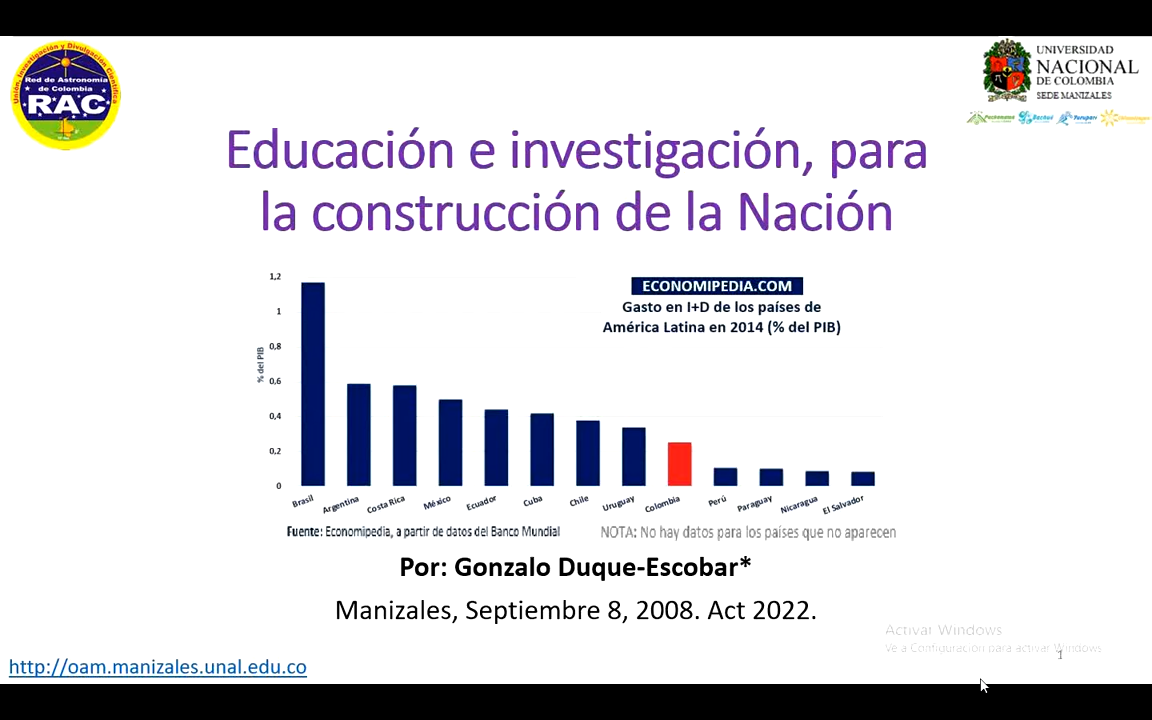 Unión, Investigación y Divulgación Científica
Red de Astronomía
de Colombia
RAC
UNIVERSIDAD
NACIONAL
DE COLOMBIA
SEDE MANIZALES
Educación e investigación, para
la construcción de la Nación
ECONOMIPEDIA.COM
Gasto en I+D de los países de
América Latina en 2014 (% del PIB)
% del PIB
1,2
1
0,8
0,6
0,4
0,2
0
Brasil
Argentina
Costa Rica
México
Ecuador
Cuba
Chile
Uruguay
Colombia
Perú
Paraguay
Nicaragua
El Salvador
Fuente: Economipedia, a partir de datos del Banco Mundial
NOTA: No hay datos para los países que no aparecen
Por: Gonzalo Duque-Escobar*
Manizales, Septiembre 8, 2008. Act 2022.
Activar Windows
Ve a Configuración para activar Windows
1
http://oam.manizales.unal.edu.co